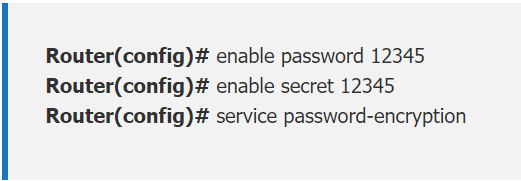 Router(config)# enable password 12345
Router(config)# enable secret 12345
Router(config)# service password-encryption